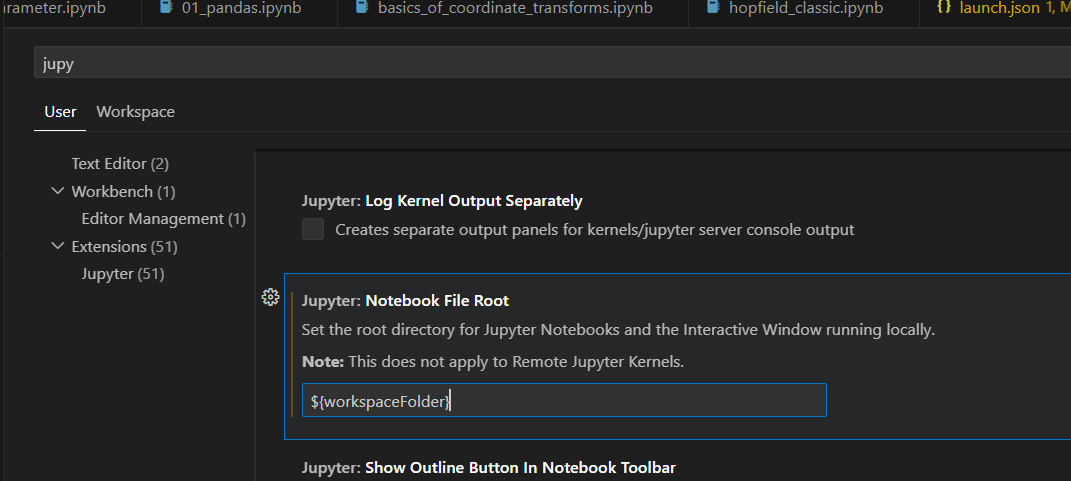 arameter.ipynb 01_pandas.ipynb basics_of_coordinate_transforms.ipynb hopfield_classic.ipynb {} launch.json 1, M
jupy
User Workspace
Text Editor (2)
Workbench (1)
Editor Management (1)
Extensions (51)
Jupyter (51)
Jupyter: Log Kernel Output Separately
Creates separate output panels for kernels/jupyter server console output
Jupyter: Notebook File Root
Set the root directory for Jupyter Notebooks and the Interactive Window running locally.
Note: This does not apply to Remote Jupyter Kernels.
${workspaceFolder}
Jupyter: Show Outline Button In Notebook Toolbar